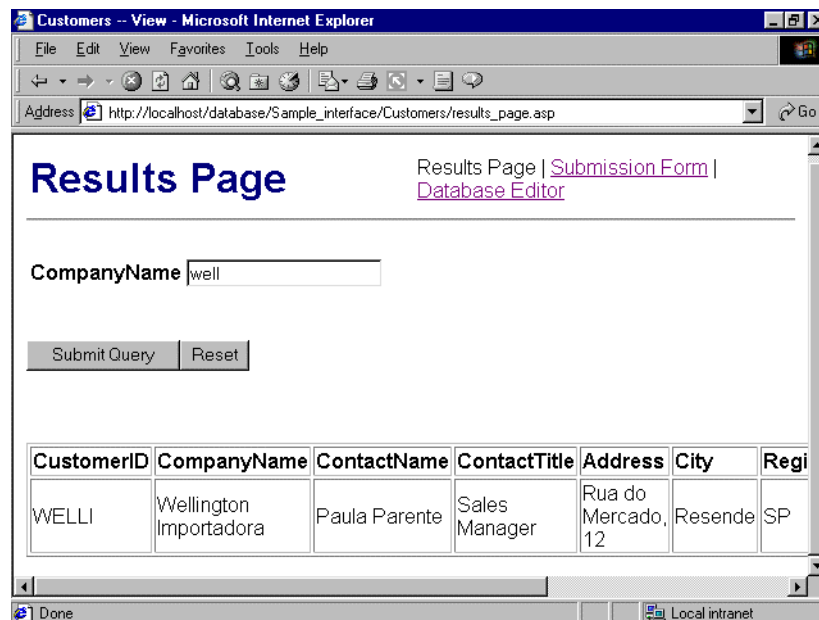 Customers -- View - Microsoft Internet Explorer
File Edit View Favorites Tools Help
Address http://localhost/database/Sample_interface/Customers/results_page.asp Go
Results Page
Results Page | Submission Form |
Database Editor
CompanyName well
Submit Query Reset
CustomerID CompanyName ContactName ContactTitle Address City Regi
WELLI Wellington Importadora Paula Parente Sales Manager Rua do Mercado, 12 Resende SP
Done Local intranet